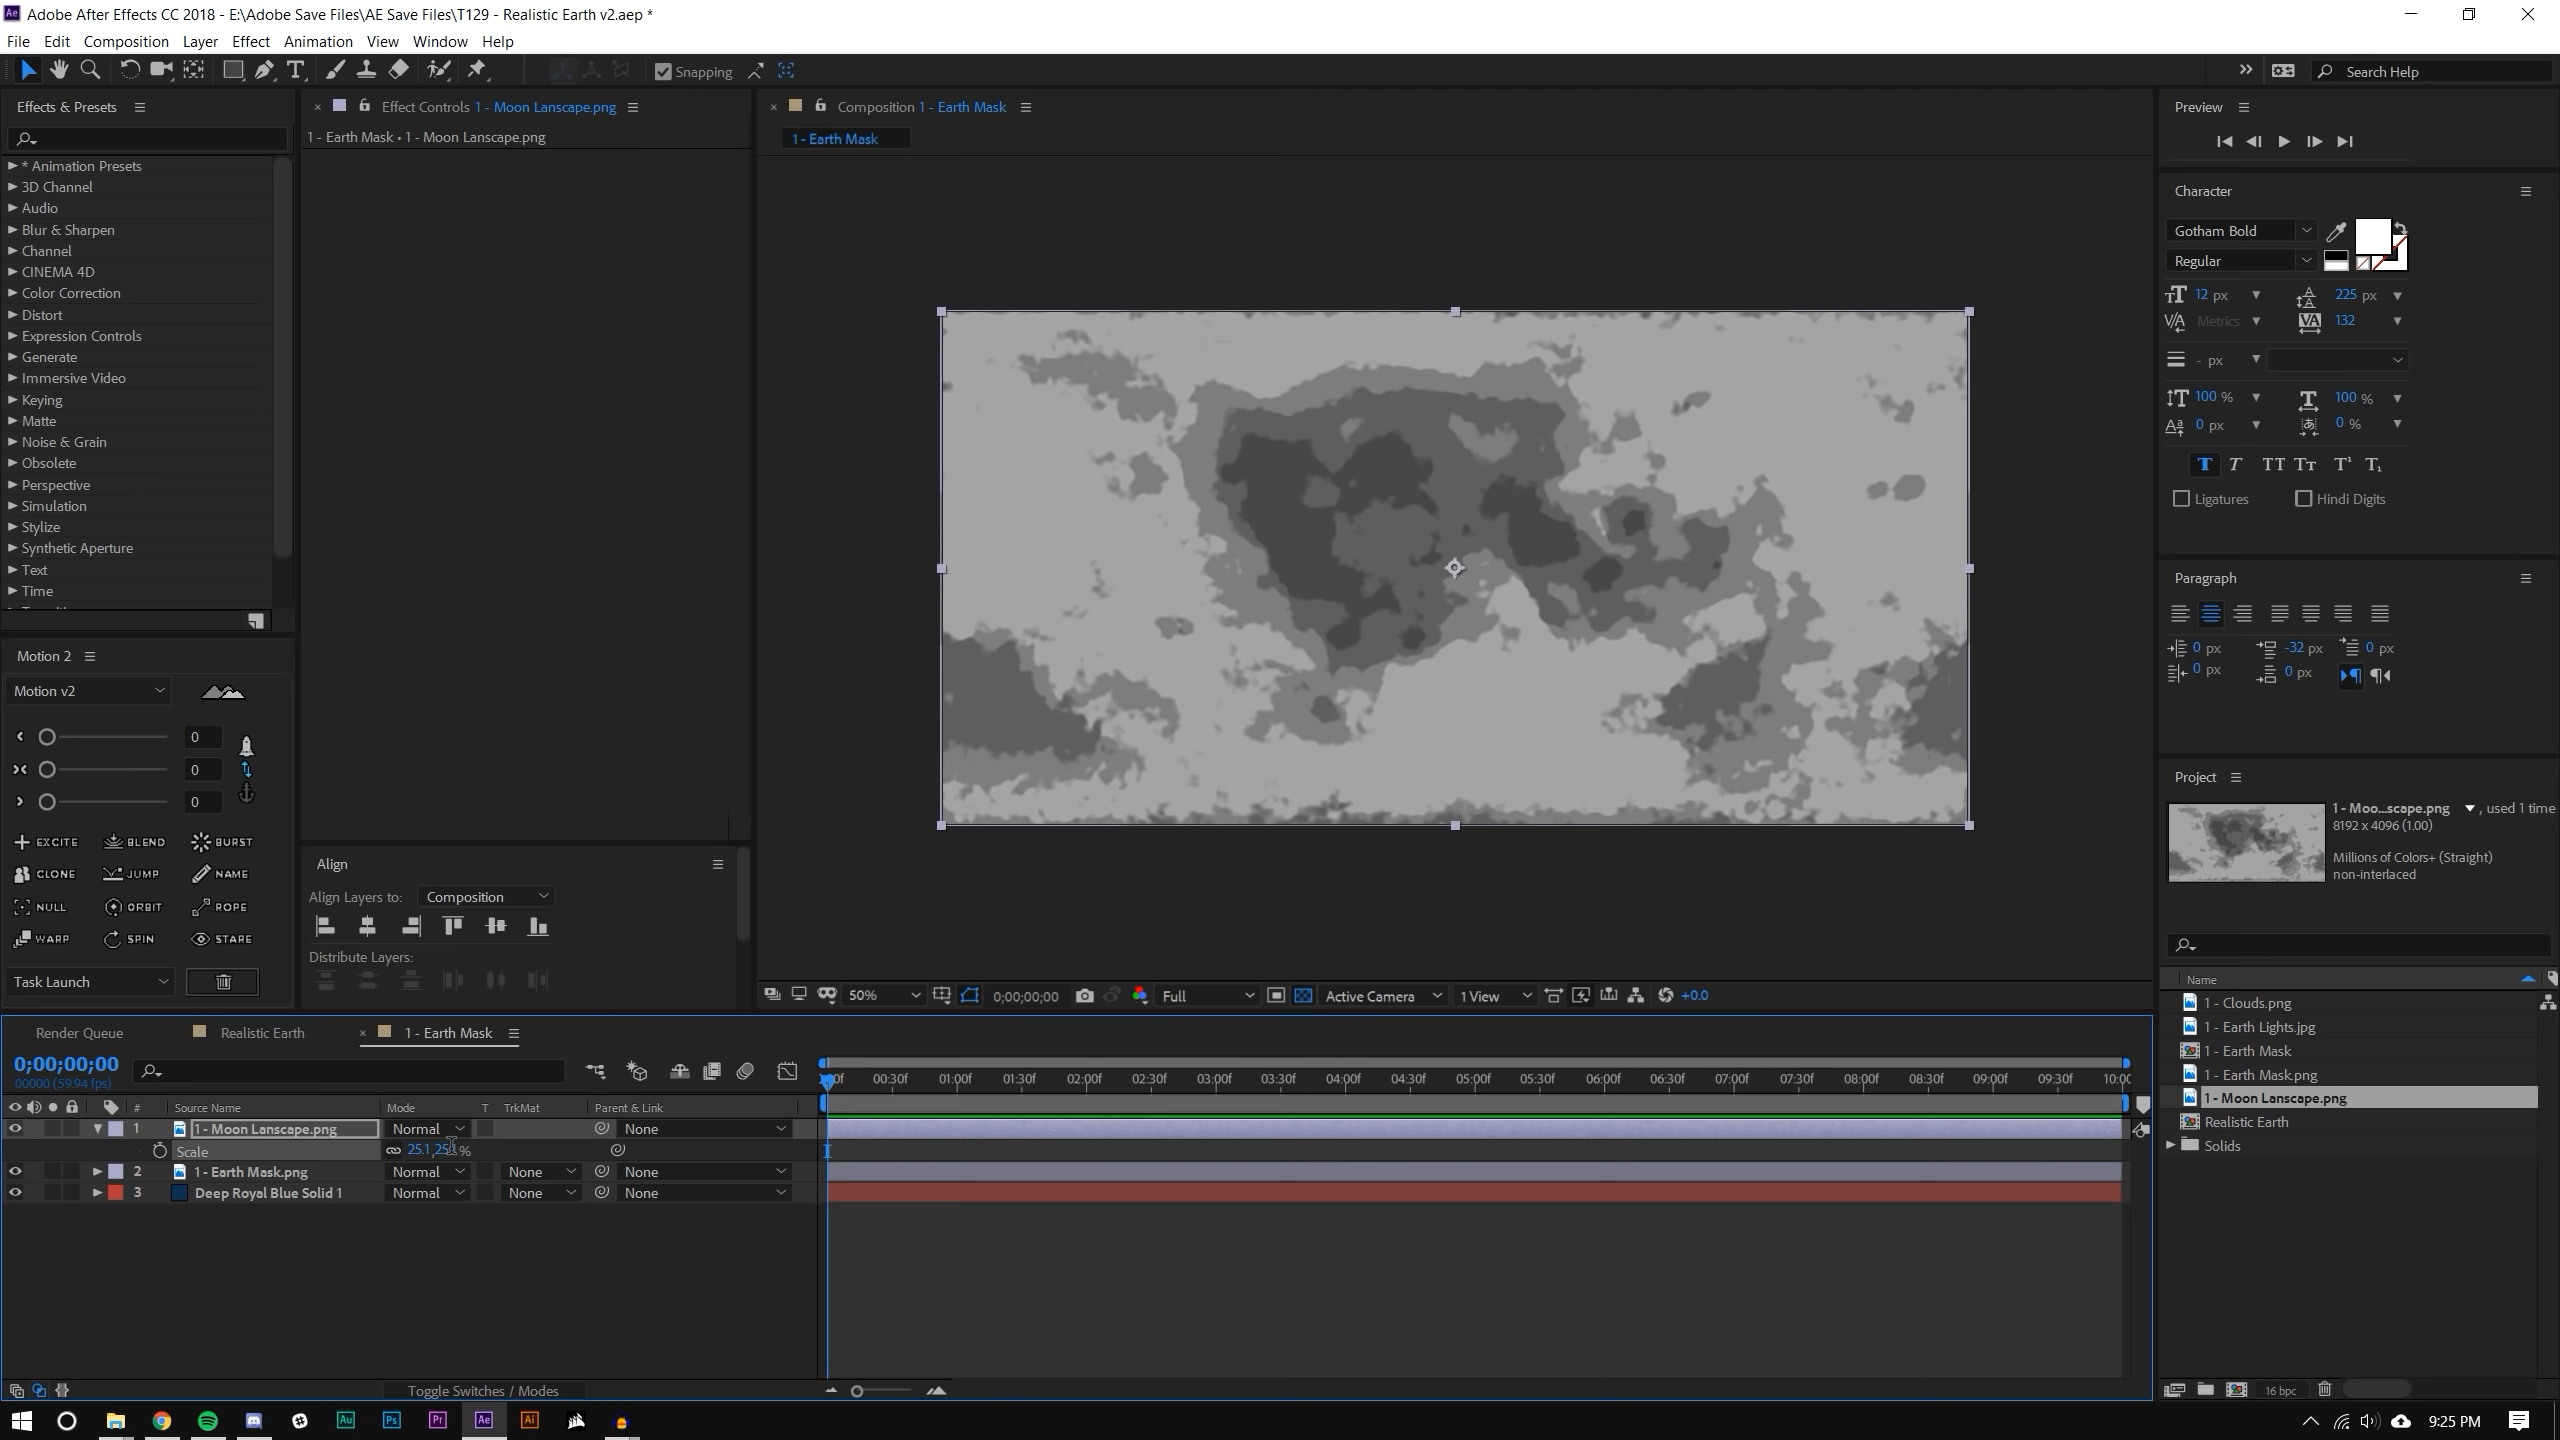 Adobe After Effects CC 2018 - E:\Adobe Save Files\AE Save Files\T129 - Realistic Earth v2.aep *
File Edit Composition Layer Effect Animation View Window Help
Snapping
Search Help
Effects & Presets
* Animation Presets
3D Channel
Audio
Blur & Sharpen
Channel
CINEMA 4D
Color Correction
Distort
Expression Controls
Generate
Immersive Video
Keying
Matte
Noise & Grain
Obsolete
Perspective
Simulation
Stylize
Synthetic Aperture
Text
Time
Motion 2
Motion v2
0
0
0
EXCITE BLEND BURST
CLONE JUMP NAME
NULL ORBIT ROPE
WARP SPIN STARE
Task Launch
Effect Controls 1 - Moon Lanscape.png
1 - Earth Mask • 1 - Moon Lanscape.png
Align
Align Layers to: Composition
Distribute Layers:
Composition 1 - Earth Mask
1 - Earth Mask
50% 0;00;00;00 Full Active Camera 1 View +0.0
Preview
Character
Gotham Bold
Regular
12 px 225 px
Metrics 132
- px
100 % 100 %
0 px 0 %
T T TT Tt T¹ T₁
Ligatures Hindi Digits
Paragraph
0 px -32 px 0 px
0 px 0 px
Project
1 - Moo...scape.png , used 1 time
8192 x 4096 (1.00)
Millions of Colors+ (Straight)
non-interlaced
Name
1 - Clouds.png
1 - Earth Lights.jpg
1 - Earth Mask
1 - Earth Mask.png
1 - Moon Lanscape.png
Realistic Earth
Solids
16 bpc
Render Queue Realistic Earth 1 - Earth Mask
0;00;00;00
00000 (59.94 fps)
00:30f 01:00f 01:30f 02:00f 02:30f 03:00f 03:30f 04:00f 04:30f 05:00f 05:30f 06:00f 06:30f 07:00f 07:30f 08:00f 08:30f 09:00f 09:30f
# Source Name Mode T TrkMat Parent & Link
1 1 - Moon Lanscape.png Normal None
Scale 25.1, %
2 1 - Earth Mask.png Normal None None
3 Deep Royal Blue Solid 1 Normal None None
Toggle Switches / Modes
Au Ps Pr Ae Ai
9:25 PM